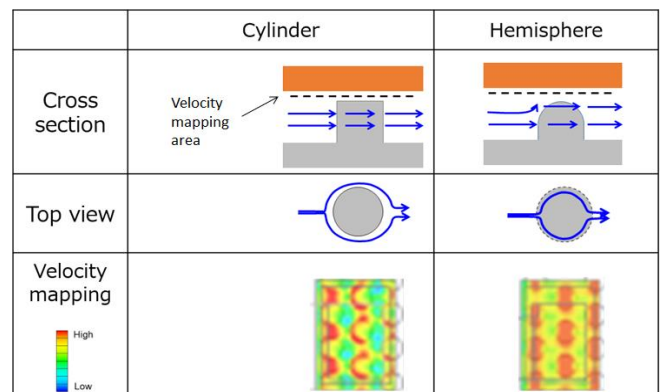 Cylinder
Hemisphere
Cross
section
Velocity
mapping
area
Top view
Velocity
mapping
High
Low